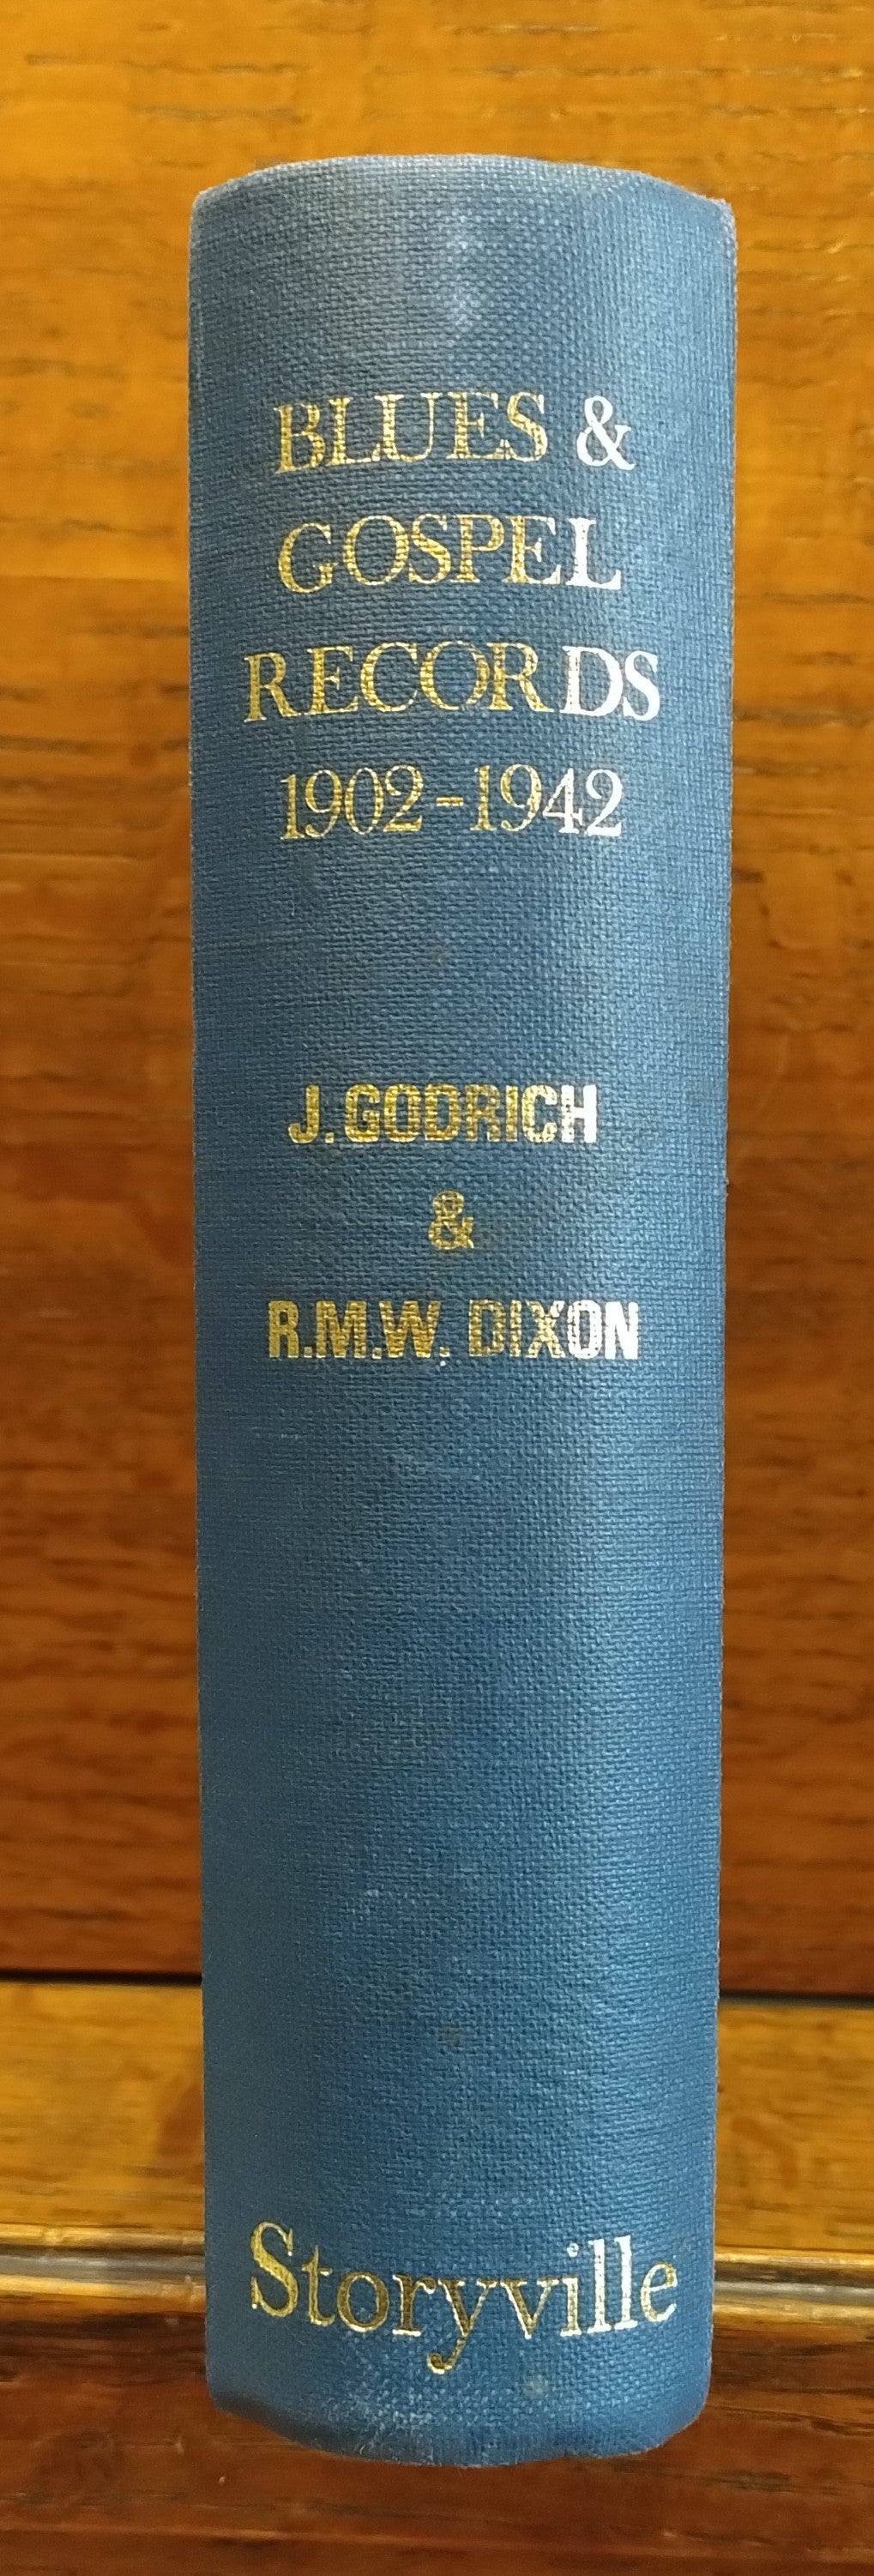 BLUES &
GOSPEL
RECORDS
1902-1942
J. GODRICH
&
R.M.W. DIXON
Storyville